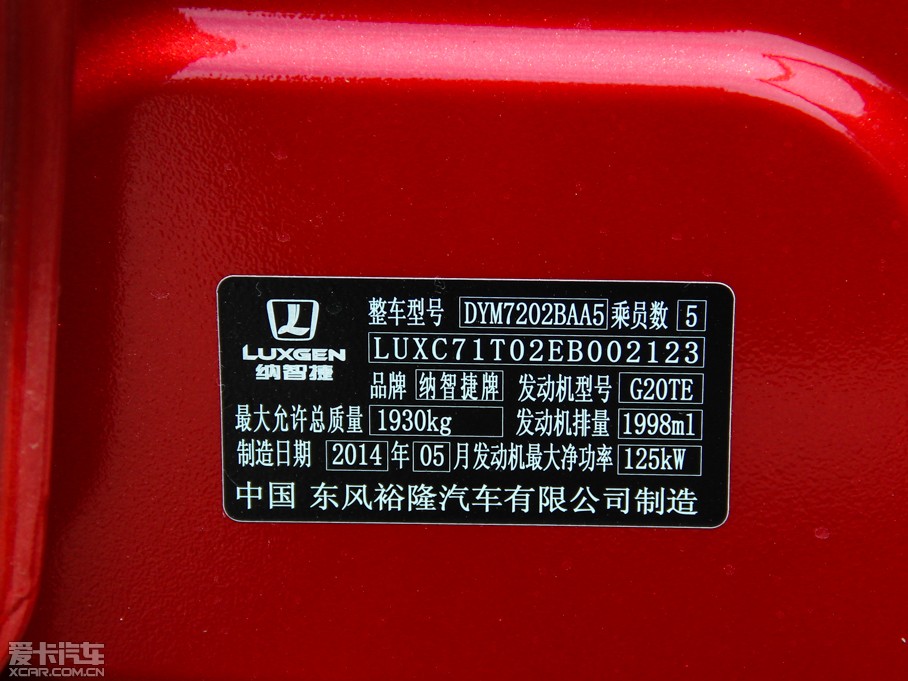 整车型号 DYM7202BAA5 乘员数 5
LUXGEN LUXC71T02EB002123
纳智捷 品牌 纳智捷牌 发动机型号 G20TE
最大允许总质量 1930kg 发动机排量 1998ml
制造日期 2014 年 05 月 发动机最大净功率 125kW
中国 东风裕隆汽车有限公司制造
爱卡汽车
XCAR.COM.CN